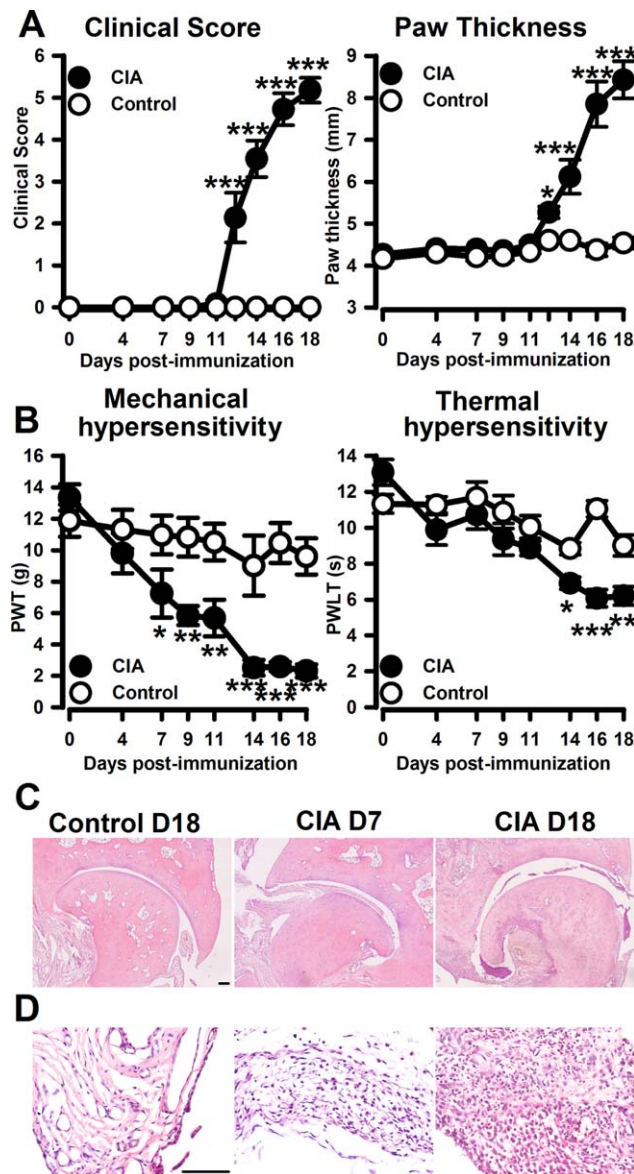 A
Clinical Score
Paw Thickness
Clinical Score
6
5
4
3
2
1
0
CIA
Control
***
***
***
***
0 4 7 9 11 14 16 18
Days post-immunization
Paw thickness (mm)
9
8
7
6
5
4
3
CIA
Control
*
***
***
***
0 4 7 9 11 14 16 18
Days post-immunization
B
Mechanical
hypersensitivity
Thermal
hypersensitivity
PWT (g)
16
14
12
10
8
6
4
2
0
CIA
Control
*
**
**
***
***
***
0 4 7 9 11 14 16 18
Days post-immunization
PWLT (s)
14
12
10
8
6
4
2
0
CIA
Control
*
***
**
0 4 7 9 11 14 16 18
Days post-immunization
C
Control D18
CIA D7
CIA D18
D